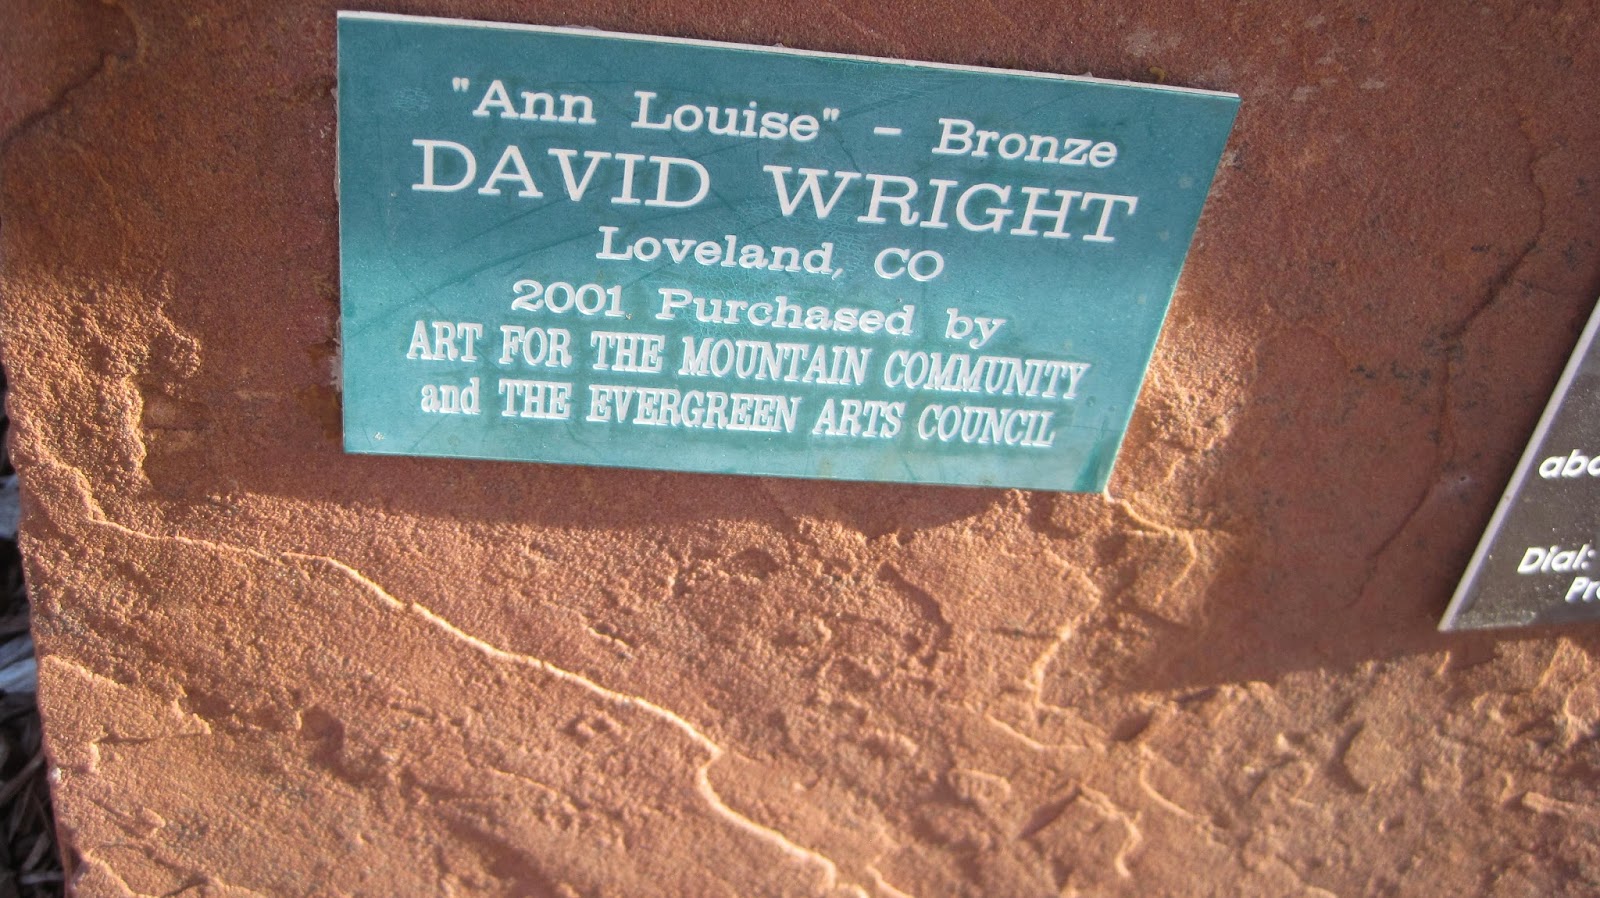 "Ann Louise" - Bronze
DAVID WRIGHT
Loveland, CO
2001 Purchased by
ART FOR THE MOUNTAIN COMMUNITY
and THE EVERGREEN ARTS COUNCIL
Dial: